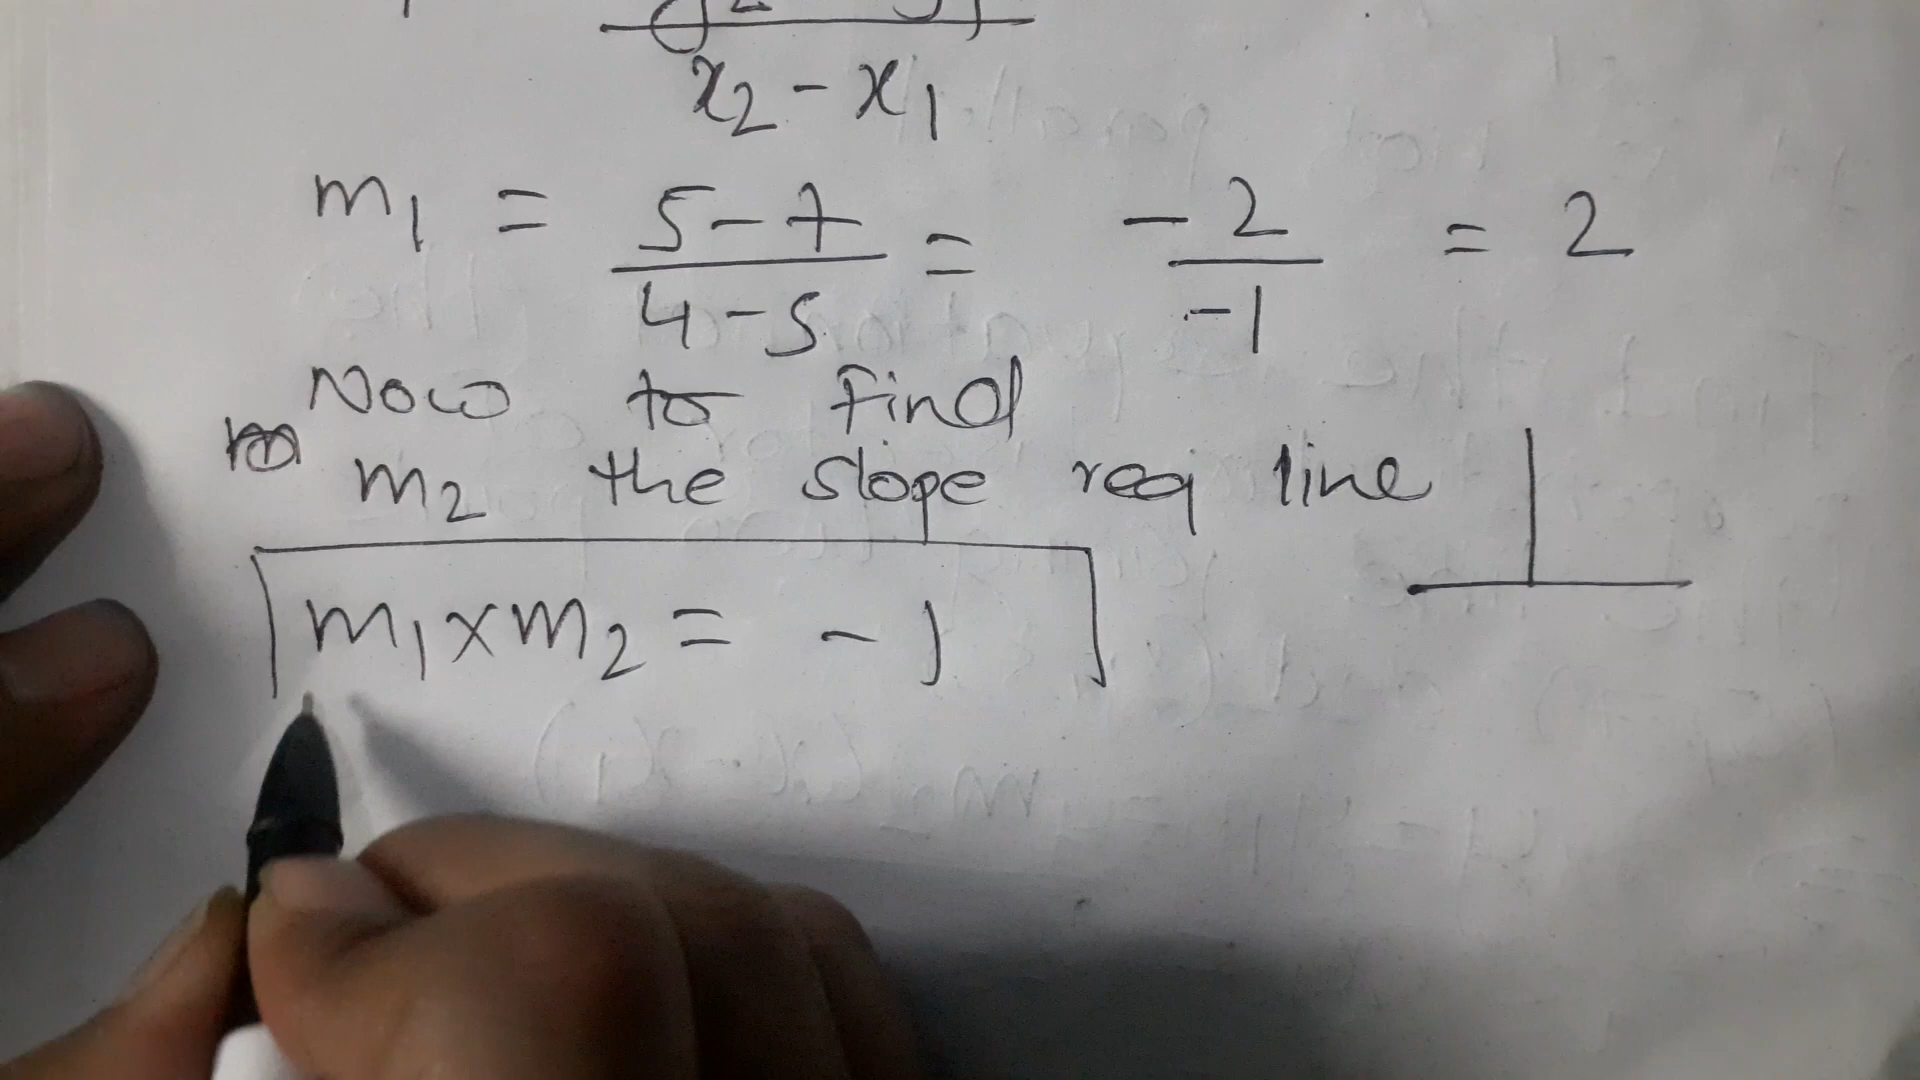 x2 - x1
m1 = 5-7 / 4-5 = -2 / -1 = 2
Now to find
m2 the slope req line
m1 x m2 = -1